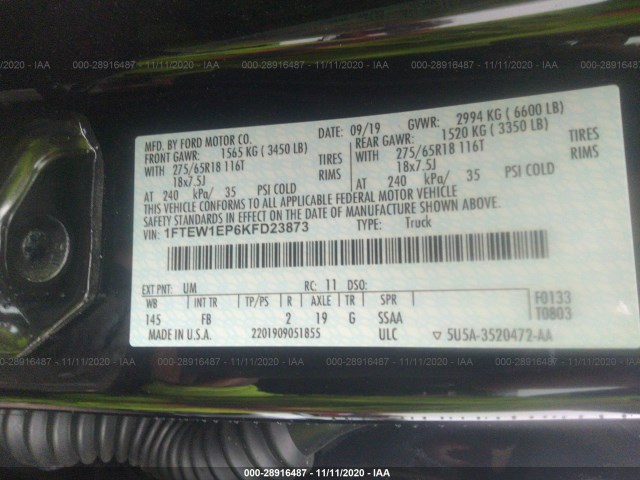 000-28916487 - 11/11/2020 - IAA
MFD. BY FORD MOTOR CO.
DATE: 09/19 GVWR: 2994 KG ( 6600 LB)
FRONT GAWR: 1565 KG ( 3450 LB)
REAR GAWR: 1520 KG ( 3350 LB)
WITH 275/65R18 116T TIRES
WITH 275/65R18 116T TIRES
18x7.5J RIMS
18x7.5J RIMS
AT 240 kPa/ 35 PSI COLD
AT 240 kPa/ 35 PSI COLD
THIS VEHICLE CONFORMS TO ALL APPLICABLE FEDERAL MOTOR VEHICLE
SAFETY STANDARDS IN EFFECT ON THE DATE OF MANUFACTURE SHOWN ABOVE.
VIN: 1FTEW1EP6KFD23873 TYPE: Truck
EXT PNT: UM RC: 11 DSO:
WB INT TR TP/PS R AXLE TR SPR F0133
145 FB 2 19 G SSAA T0803
MADE IN U.S.A. 2201909051855 ULC 5U5A-3520472-AA
000-28916487 - 11/11/2020 - IAA